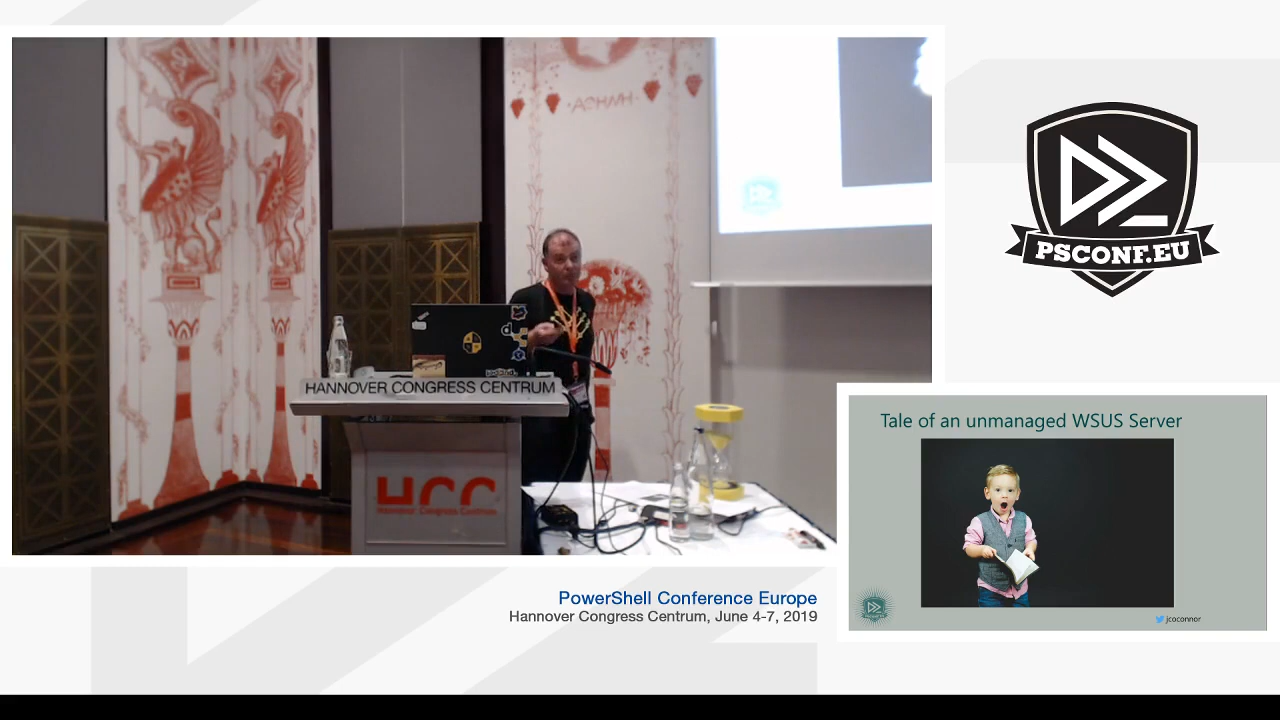 PSCONF.EU
HANNOVER CONGRESS CENTRUM
HCC
Hannover Congress Centrum
Tale of an unmanaged WSUS Server
jcoconnor
PowerShell Conference Europe
Hannover Congress Centrum, June 4-7, 2019